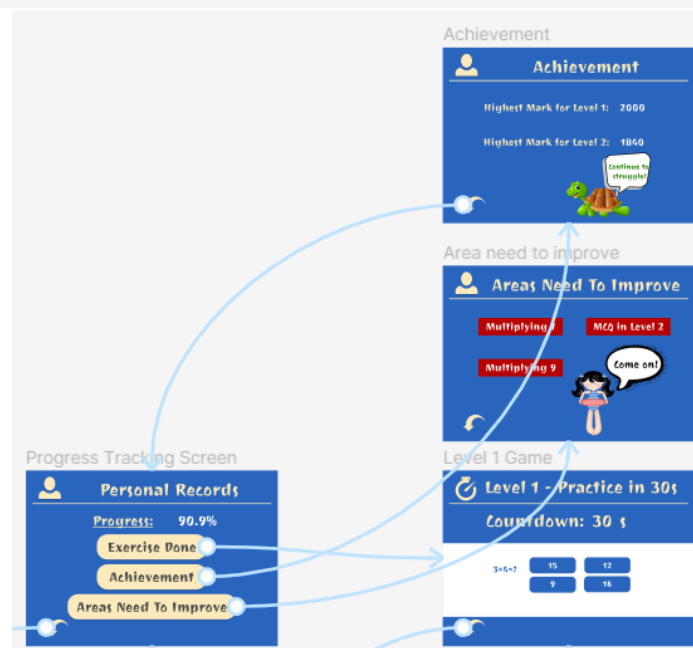 Achievement
Achievement
Highest Mark for Level 1: 2000
Highest Mark for Level 2: 1840
Continue to
struggle!
Area need to improve
Areas Need To Improve
Multiplying
MCQ in Level 2
Multiplying 9
Come on!
Progress Tracking Screen
Personal Records
Progress: 90.9%
Exercise Done
Achievement
Areas Need To Improve
Level 1 Game
Level 1 - Practice in 30s
Countdown: 30 s
15 12
9 16